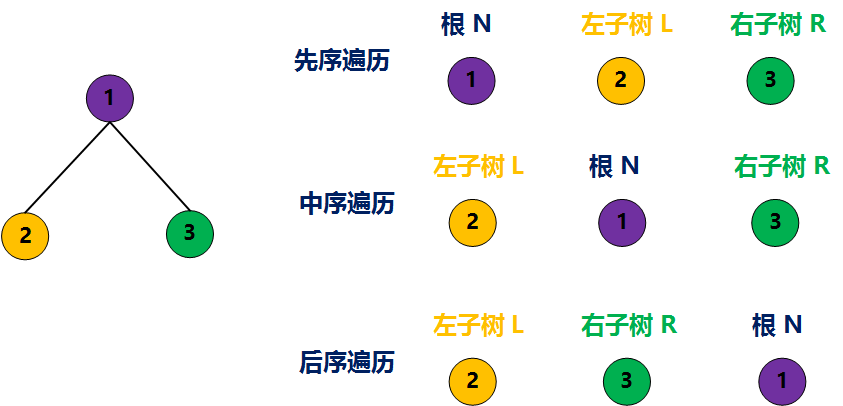 1
2
3
先序遍历
根 N 左子树 L 右子树 R
1 2 3
中序遍历
左子树 L 根 N 右子树 R
2 1 3
后序遍历
左子树 L 右子树 R 根 N
2 3 1